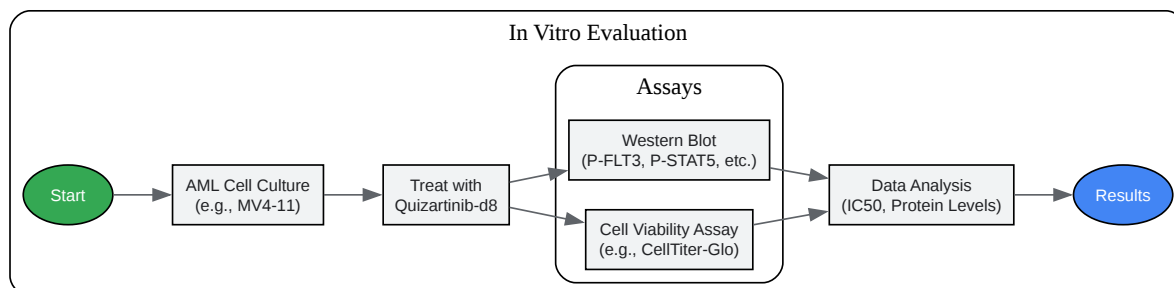 In Vitro Evaluation
Assays
Start
AML Cell Culture
(e.g., MV4-11)
Treat with
Quizartinib-d8
Western Blot
(P-FLT3, P-STAT5, etc.)
Cell Viability Assay
(e.g., CellTiter-Glo)
Data Analysis
(IC50, Protein Levels)
Results